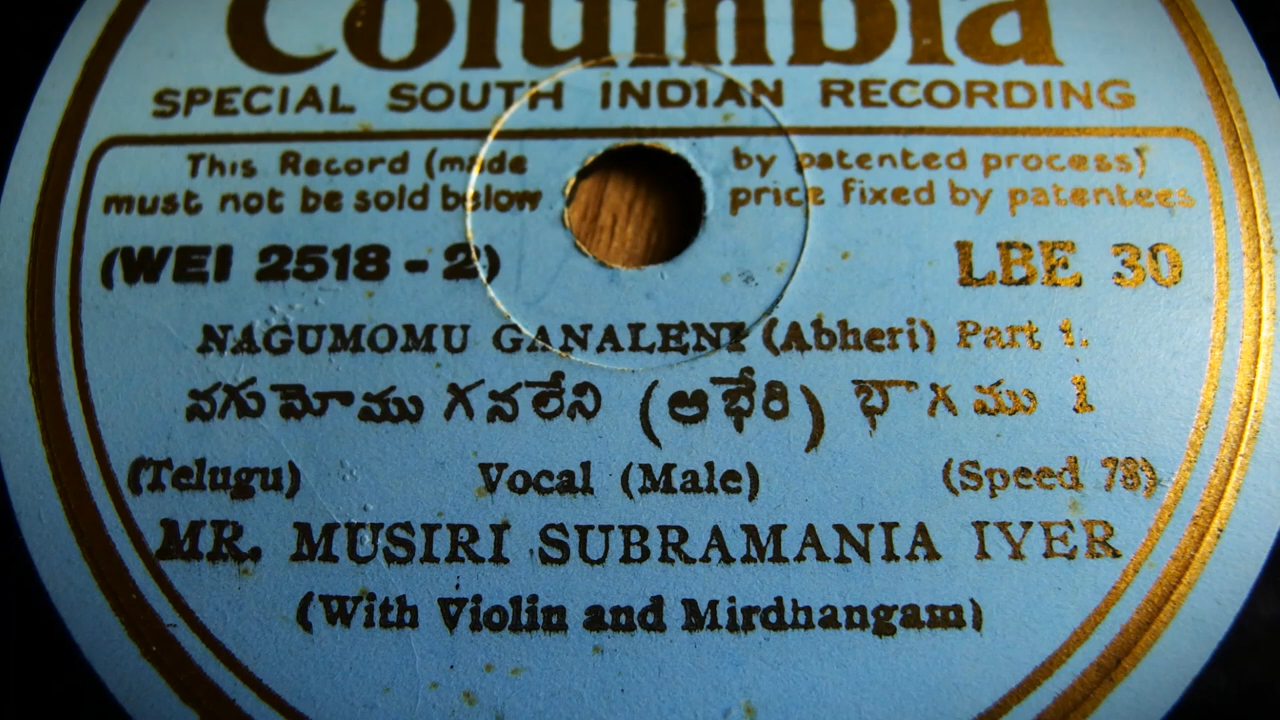 Columbia
SPECIAL SOUTH INDIAN RECORDING
This Record (made by patented process)
must not be sold below price fixed by patentees
(WEI 2518 - 2) LBE 30
NAGUMOMU GANALENI (Abheri) Part 1.
నగుమోము గనలేని (ఆభేరి) భాగము 1
(Telugu) Vocal (Male) (Speed 78)
MR. MUSIRI SUBRAMANIA IYER
(With Violin and Mirdhangam)